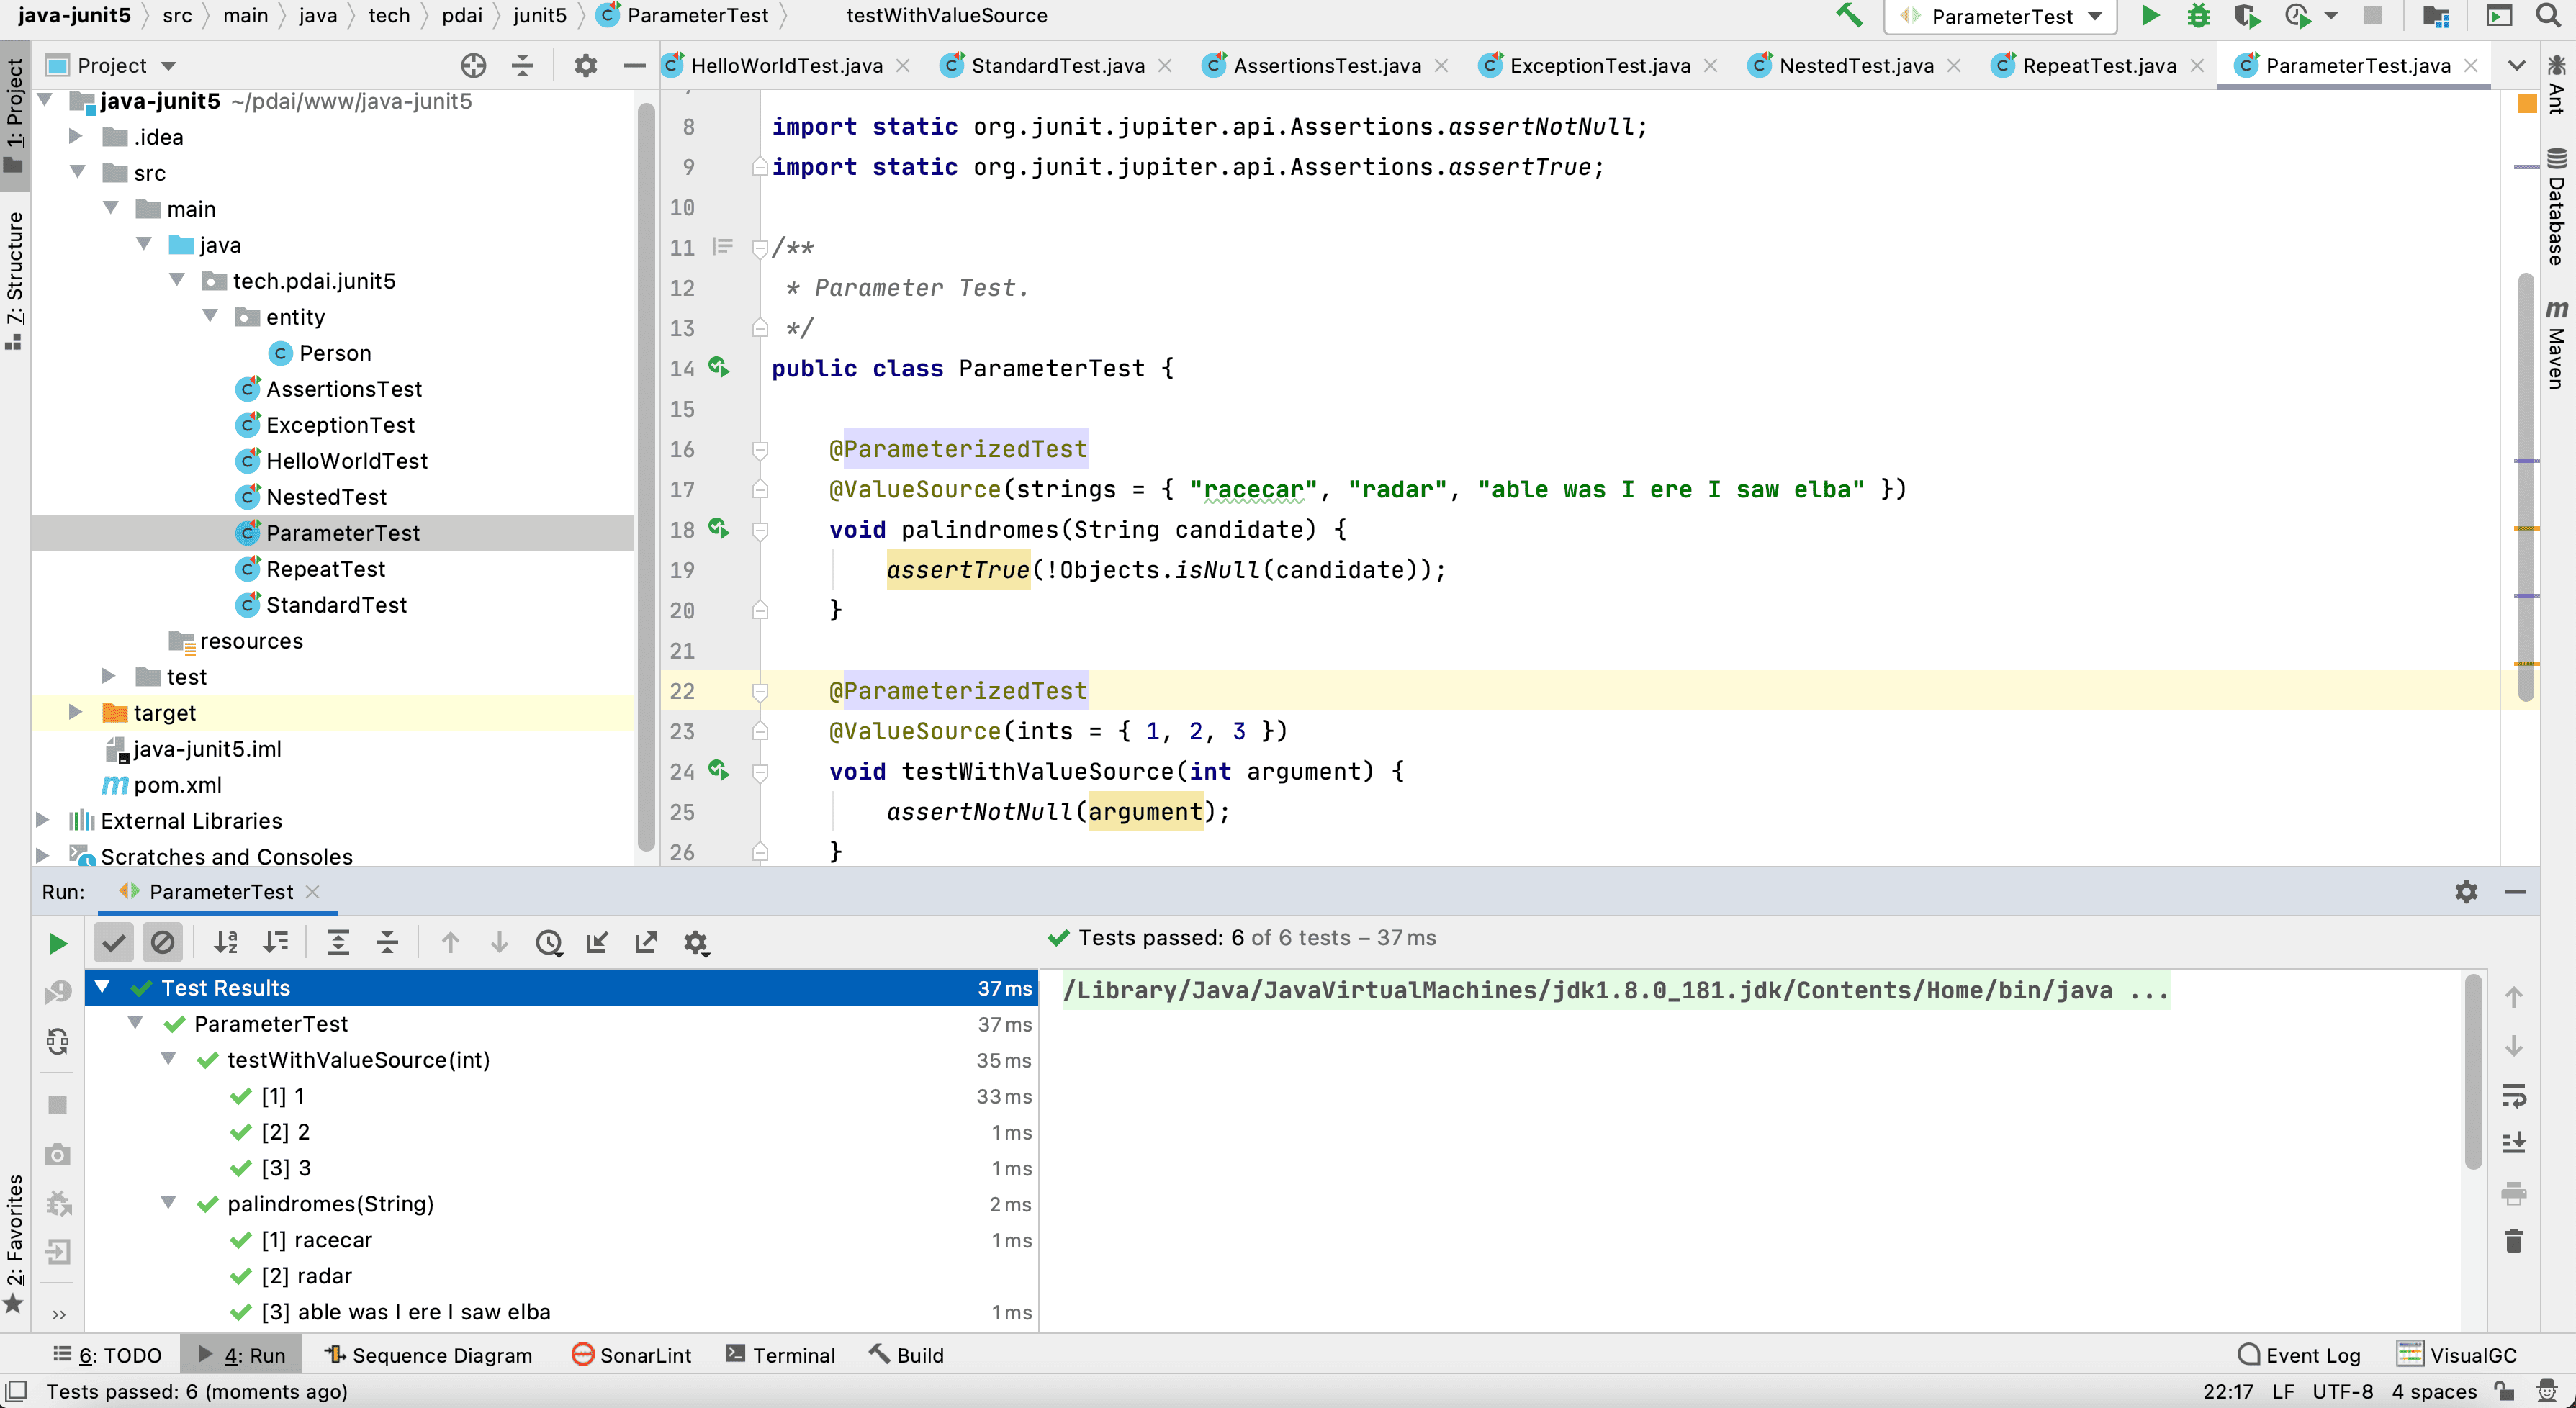 java-junit5 src main java tech pdai junit5 ParameterTest testWithValueSource
ParameterTest
Project
HelloWorldTest.java StandardTest.java AssertionsTest.java ExceptionTest.java NestedTest.java RepeatTest.java ParameterTest.java
1: Project
7: Structure
2: Favorites
java-junit5 ~/pdai/www/java-junit5
.idea
src
main
java
tech.pdai.junit5
entity
Person
AssertionsTest
ExceptionTest
HelloWorldTest
NestedTest
ParameterTest
RepeatTest
StandardTest
resources
test
target
java-junit5.iml
pom.xml
External Libraries
Scratches and Consoles
8 import static org.junit.jupiter.api.Assertions.assertNotNull;
9 import static org.junit.jupiter.api.Assertions.assertTrue;
10
11 /**
12 * Parameter Test.
13 */
14 public class ParameterTest {
15
16 @ParameterizedTest
17 @ValueSource(strings = { "racecar", "radar", "able was I ere I saw elba" })
18 void palindromes(String candidate) {
19 assertTrue(!Objects.isNull(candidate));
20 }
21
22 @ParameterizedTest
23 @ValueSource(ints = { 1, 2, 3 })
24 void testWithValueSource(int argument) {
25 assertNotNull(argument);
26 }
Ant
Database
Maven
Run: ParameterTest
Tests passed: 6 of 6 tests – 37 ms
Test Results 37 ms
ParameterTest 37 ms
testWithValueSource(int) 35 ms
[1] 1 33 ms
[2] 2 1 ms
[3] 3 1 ms
palindromes(String) 2 ms
[1] racecar 1 ms
[2] radar
[3] able was I ere I saw elba 1 ms
/Library/Java/JavaVirtualMachines/jdk1.8.0_181.jdk/Contents/Home/bin/java ...
6: TODO 4: Run Sequence Diagram SonarLint Terminal Build Event Log VisualGC
Tests passed: 6 (moments ago) 22:17 LF UTF-8 4 spaces